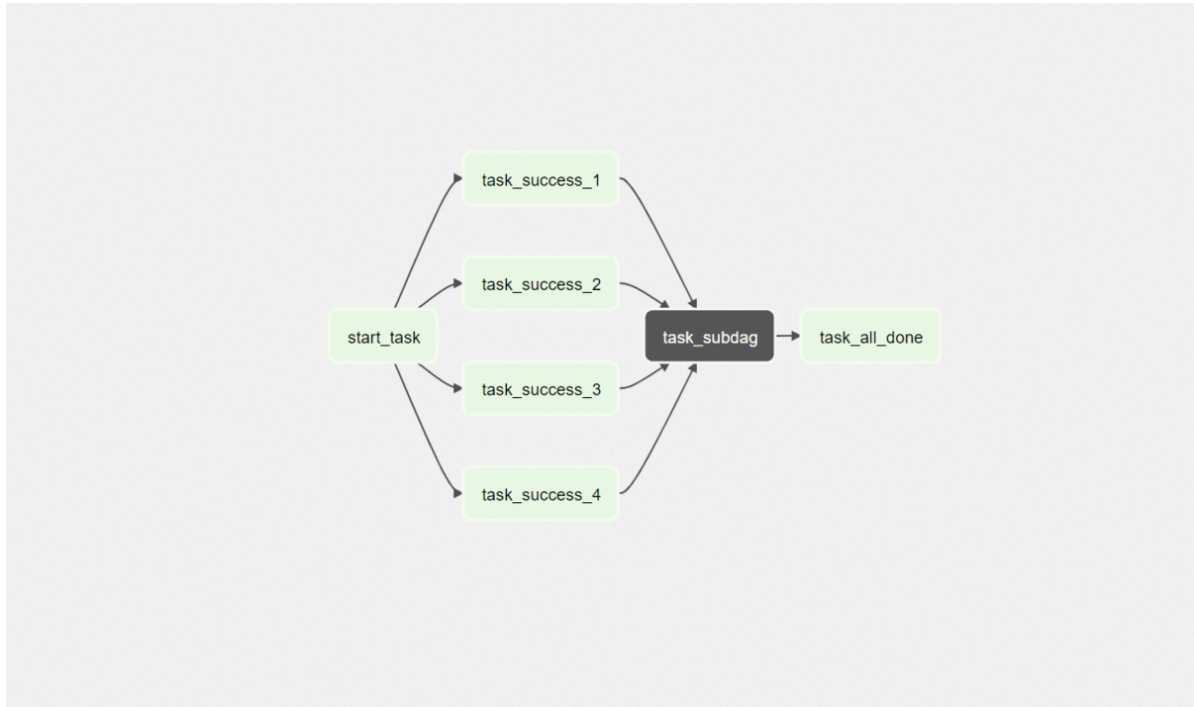 task_success_1
task_success_2
start_task
task_subdag
task_all_done
task_success_3
task_success_4